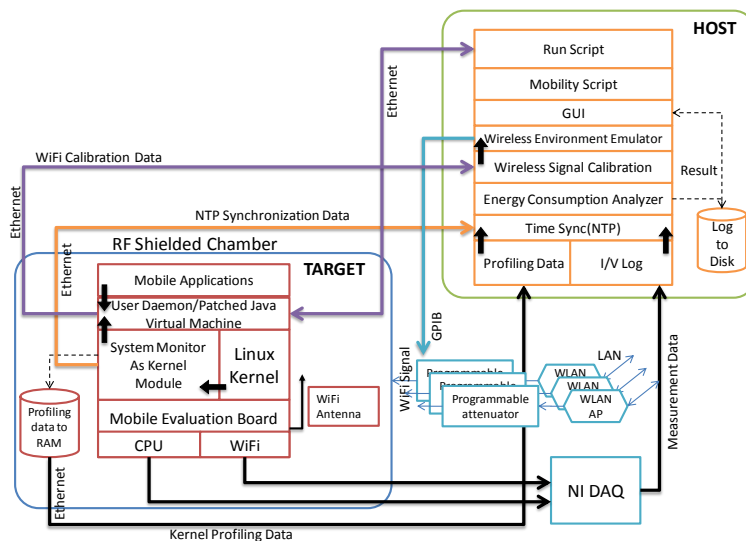 HOST
Run Script
Mobility Script
GUI
Wireless Environment Emulator
Wireless Signal Calibration
Energy Consumption Analyzer
Time Sync(NTP)
Profiling Data
I/V Log
Result
Log
to
Disk
Ethernet
WiFi Calibration Data
Ethernet
NTP Synchronization Data
Ethernet
RF Shielded Chamber
TARGET
Mobile Applications
User Daemon/Patched Java
Virtual Machine
System Monitor
As Kernel
Module
Linux
Kernel
Mobile Evaluation Board
CPU
WiFi
Profiling
data to
RAM
WiFi
Antenna
Ethernet
Kernel Profiling Data
GPIB
WiFi Signal
Programmable
Programmable
Programmable
attenuator
WLAN
WLAN
WLAN
AP
LAN
Measurement Data
NI DAQ